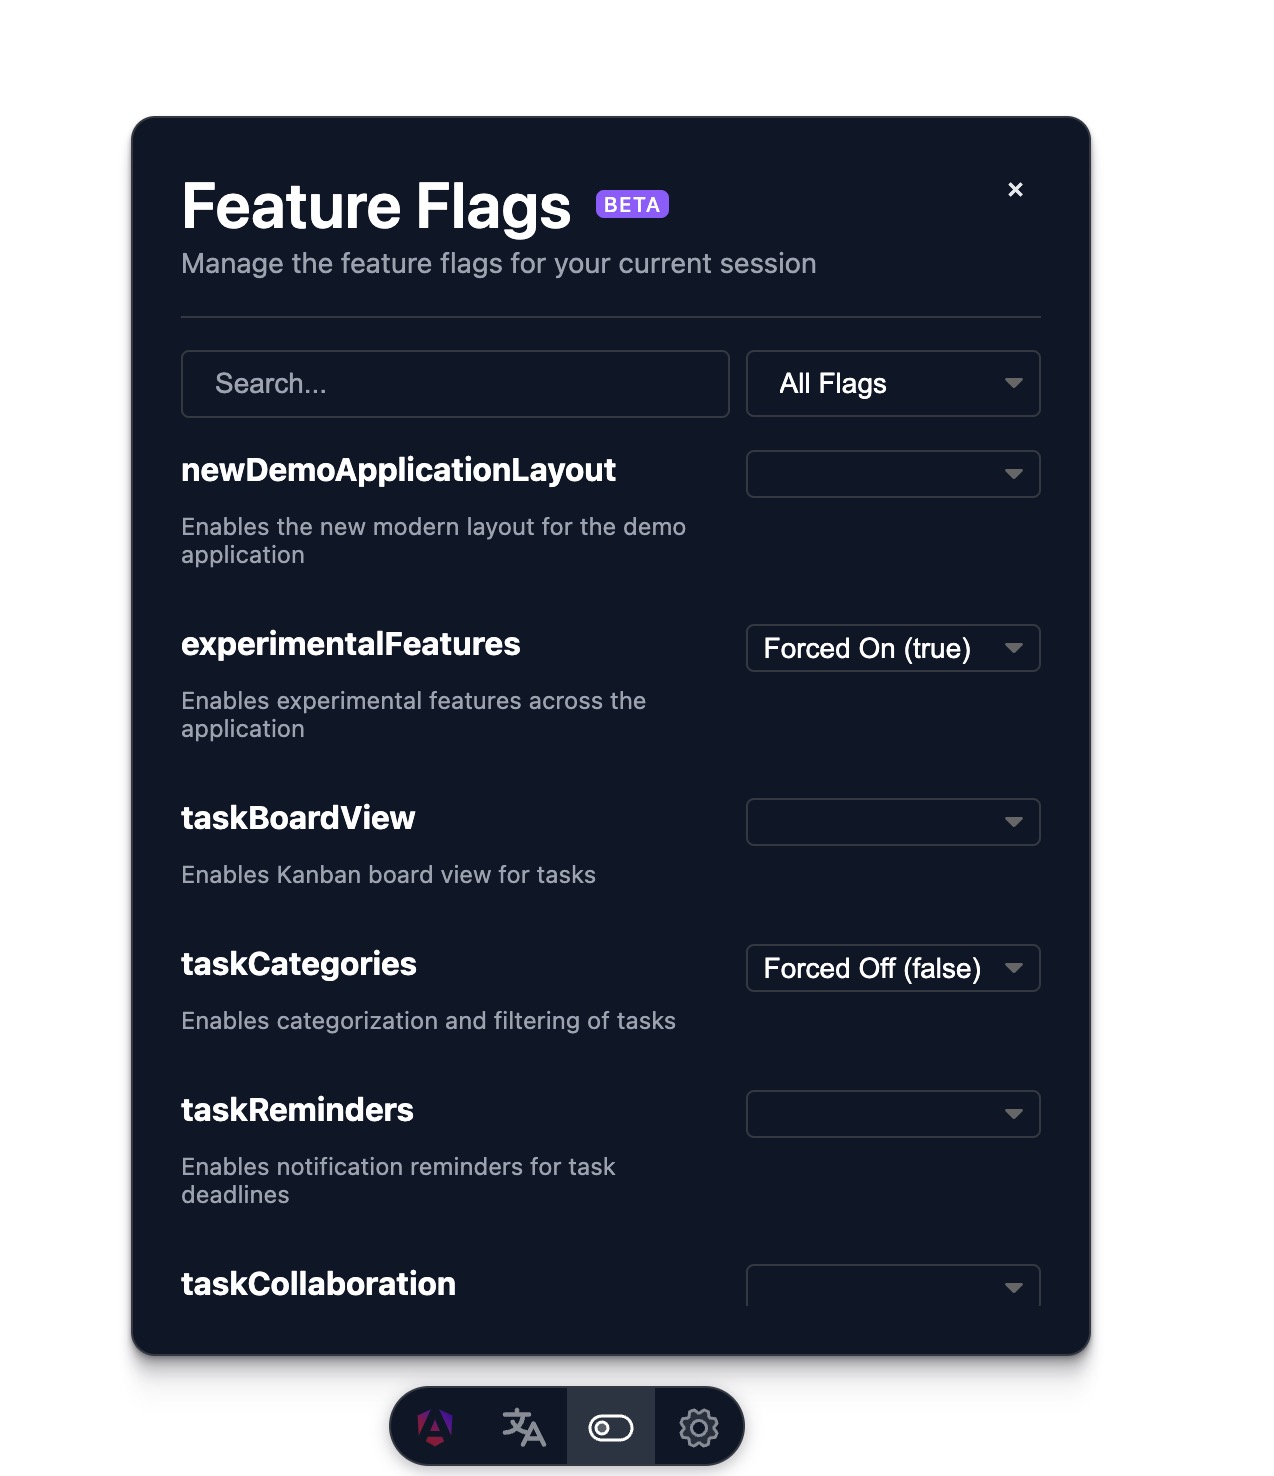 Feature Flags BETA
×
Manage the feature flags for your current session
Search...
All Flags
newDemoApplicationLayout
Enables the new modern layout for the demo
application
experimentalFeatures
Forced On (true)
Enables experimental features across the
application
taskBoardView
Enables Kanban board view for tasks
taskCategories
Forced Off (false)
Enables categorization and filtering of tasks
taskReminders
Enables notification reminders for task
deadlines
taskCollaboration